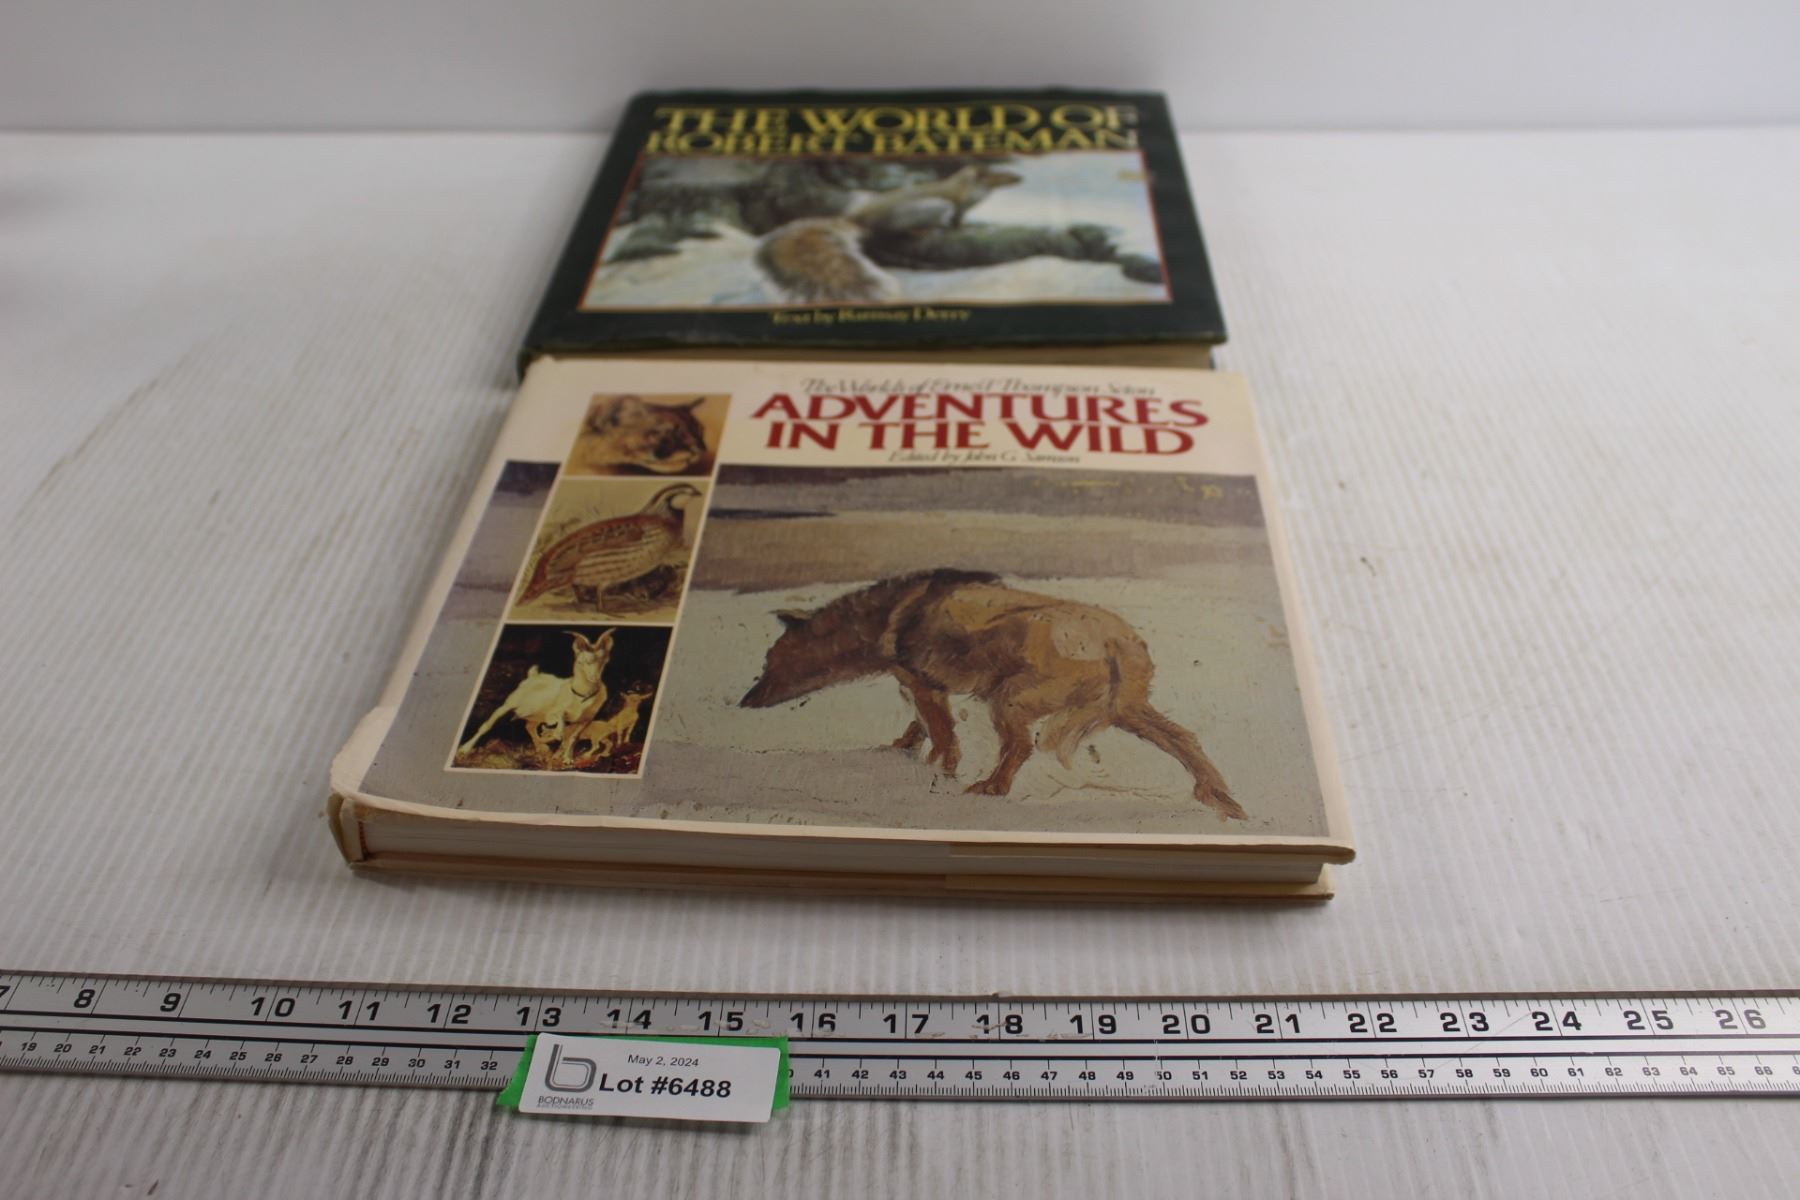 THE WORLD OF
ROBERT BATEMAN
Text by Ramsay Derry
The Worlds of Ernest Thompson Seton
ADVENTURES
IN THE WILD
Edited by John G. Samson
7 8 9 10 11 12 13 14 15 16 17 18 19 20 21 22 23 24 25 26
19 20 21 22 23 24 25 26 27 28 29 30 31 32 41 42 43 44 45 46 47 48 49 50 51 52 53 54 55 56 57 58 59 60 61 62 63 64 65 66
May 2, 2024
Lot #6488
BODNARUS
AUCTIONEERING